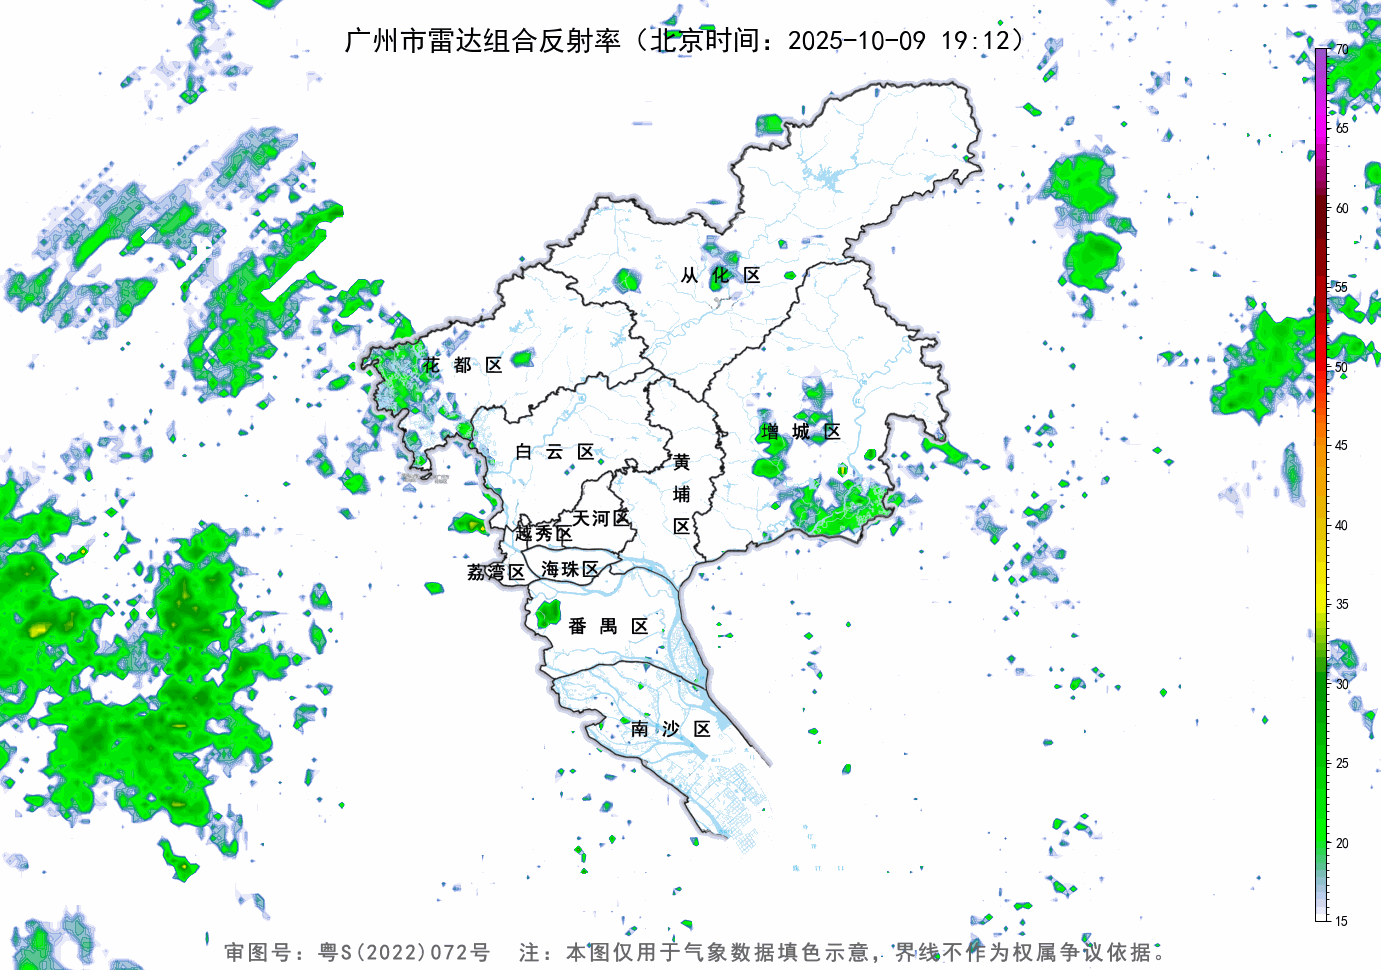 广州市雷达组合反射率（北京时间：2025-10-09 19:12）
70
65
60
55
50
45
40
35
30
25
20
15
从化区
花都区
增城区
白云区
黄埔区
天河区
越秀区
海珠区
荔湾区
番禺区
南沙区
审图号：粤S(2022)072号 注：本图仅用于气象数据填色示意，界线不作为权属争议依据。